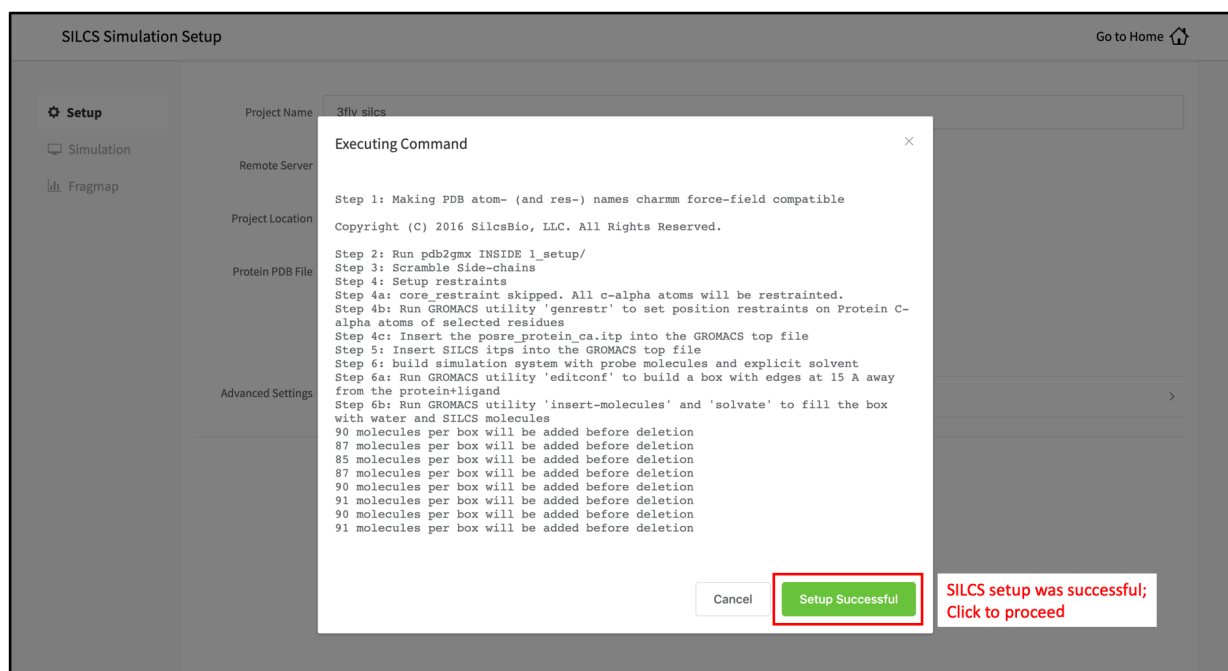 SILCS Simulation Setup
Go to Home
Setup
Simulation
Fragmap
Project Name
3flv silcs
Remote Server
Project Location
Protein PDB File
Advanced Settings
Executing Command
Step 1: Making PDB atom- (and res-) names charmm force-field compatible
Copyright (C) 2016 SilcsBio, LLC. All Rights Reserved.
Step 2: Run pdb2gmx INSIDE 1_setup/
Step 3: Scramble Side-chains
Step 4: Setup restraints
Step 4a: core_restraint skipped. All c-alpha atoms will be restrainted.
Step 4b: Run GROMACS utility 'genrestr' to set position restraints on Protein C-
alpha atoms of selected residues
Step 4c: Insert the posre_protein_ca.itp into the GROMACS top file
Step 5: Insert SILCS itps into the GROMACS top file
Step 6: build simulation system with probe molecules and explicit solvent
Step 6a: Run GROMACS utility 'editconf' to build a box with edges at 15 A away
from the protein+ligand
Step 6b: Run GROMACS utility 'insert-molecules' and 'solvate' to fill the box
with water and SILCS molecules
90 molecules per box will be added before deletion
87 molecules per box will be added before deletion
85 molecules per box will be added before deletion
87 molecules per box will be added before deletion
90 molecules per box will be added before deletion
91 molecules per box will be added before deletion
90 molecules per box will be added before deletion
91 molecules per box will be added before deletion
Cancel
Setup Successful
SILCS setup was successful;
Click to proceed